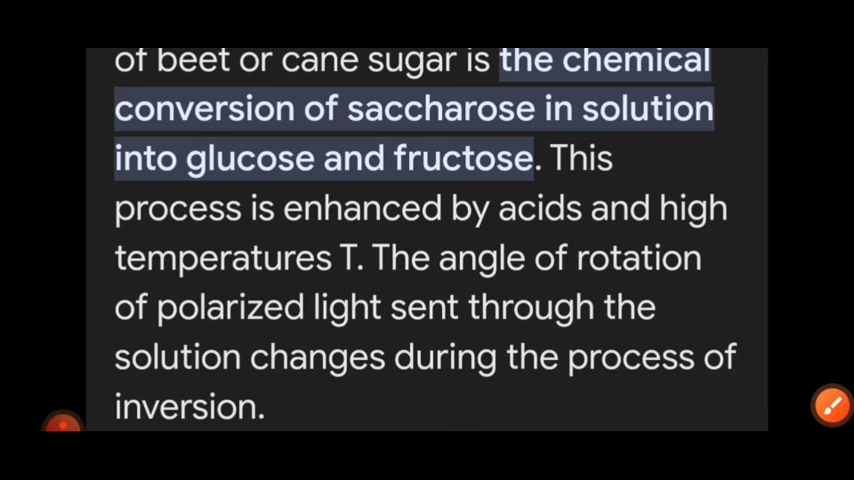 of beet or cane sugar is the chemical
conversion of saccharose in solution
into glucose and fructose. This
process is enhanced by acids and high
temperatures T. The angle of rotation
of polarized light sent through the
solution changes during the process of
inversion.